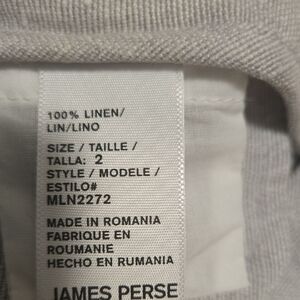 100% LINEN/
LIN/LINO
SIZE / TAILLE /
TALLA: 2
STYLE / MODELE /
ESTILO#
MLN2272
MADE IN ROMANIA
FABRIQUE EN
ROUMANIE
HECHO EN RUMANIA
JAMES PERSE